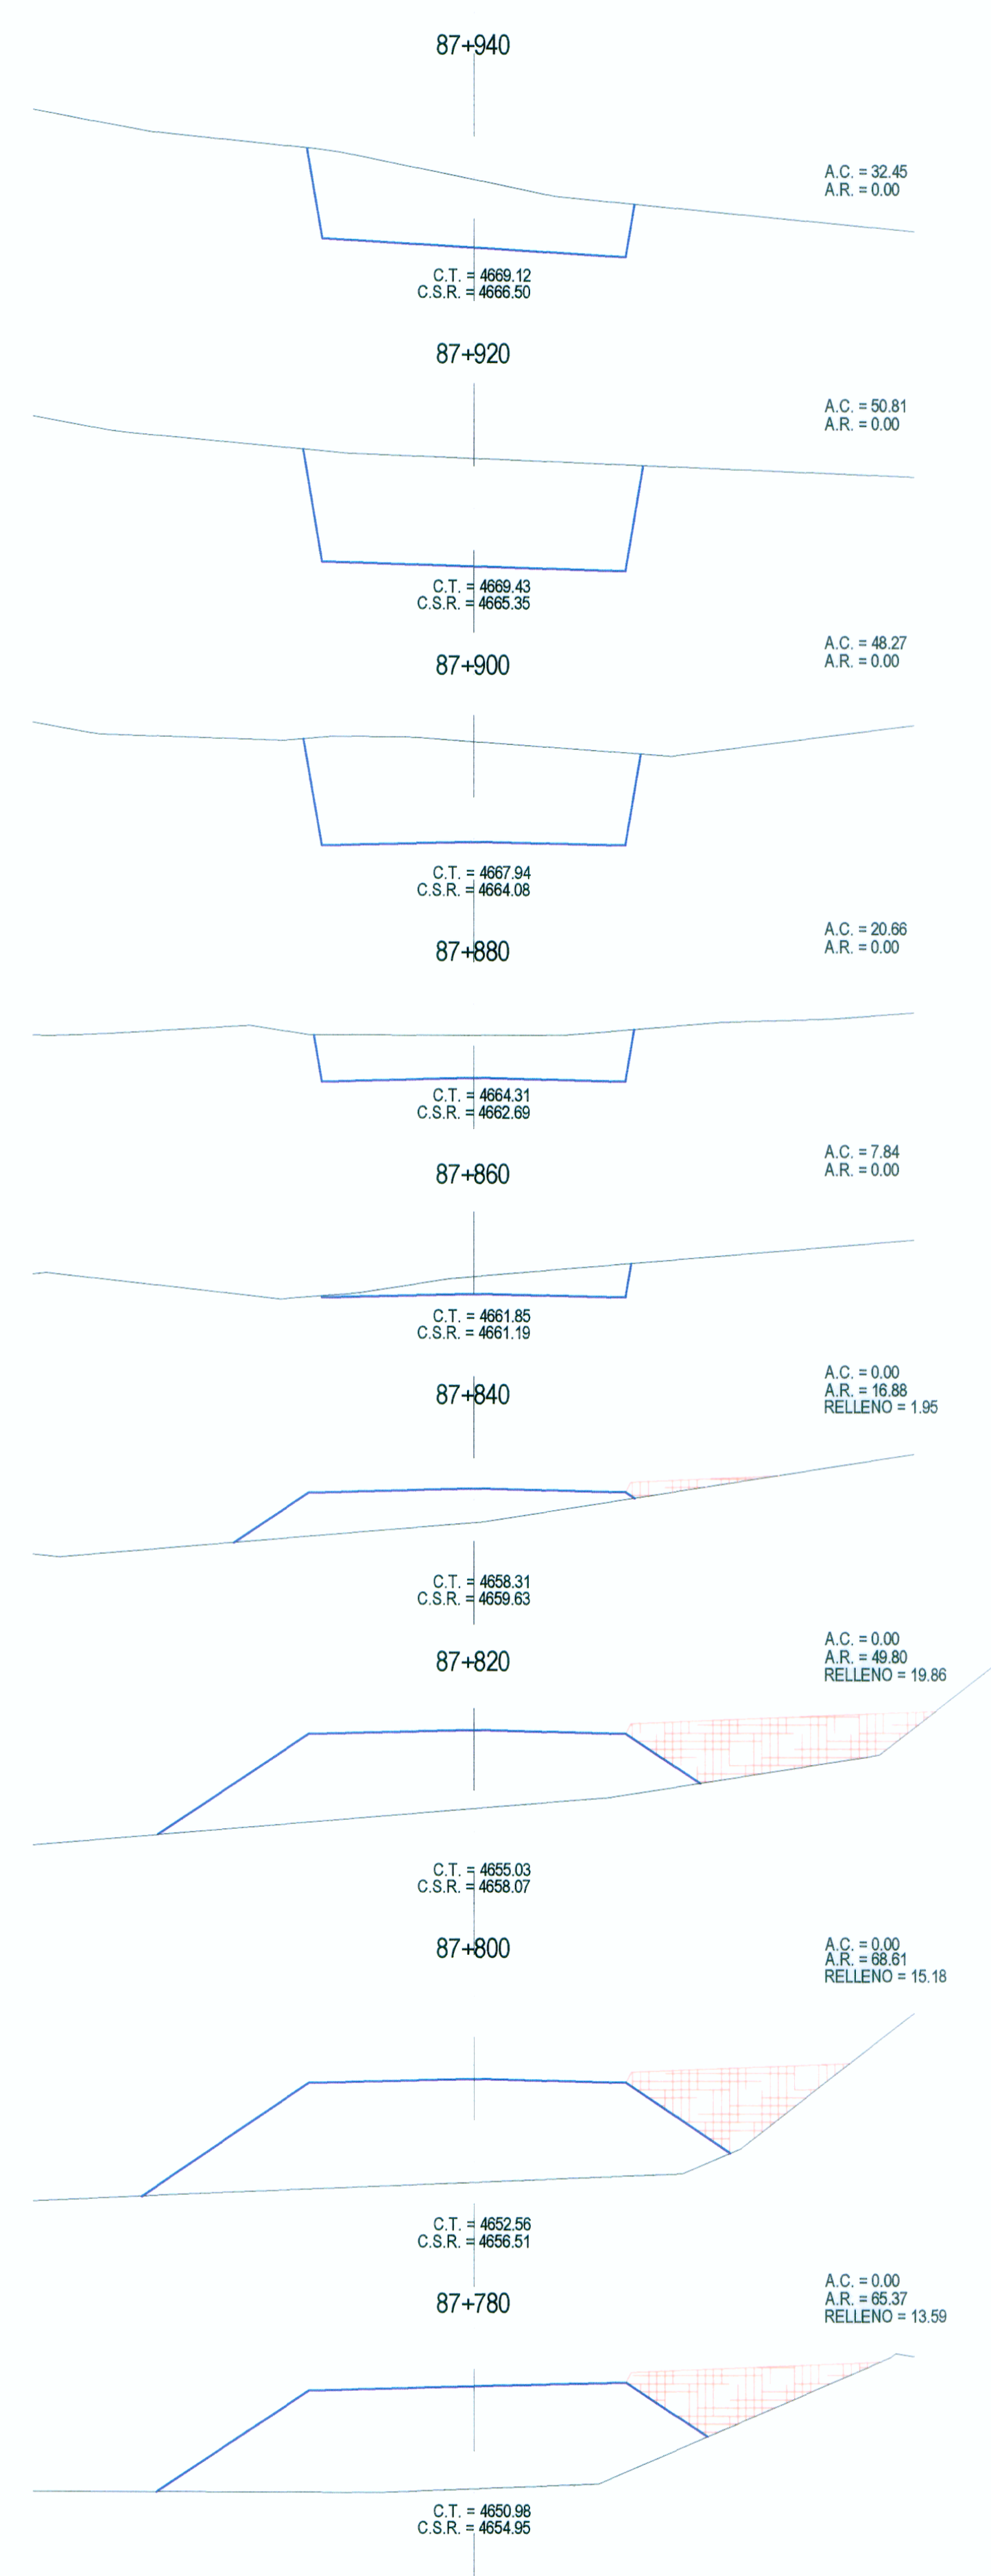 87+940
A.C. = 32.45
A.R. = 0.00
C.T. = 4669.12
C.S.R. = 4666.50
87+920
A.C. = 50.81
A.R. = 0.00
C.T. = 4669.43
C.S.R. = 4665.35
87+900
A.C. = 48.27
A.R. = 0.00
C.T. = 4667.94
C.S.R. = 4664.08
87+880
A.C. = 20.66
A.R. = 0.00
C.T. = 4664.31
C.S.R. = 4662.69
87+860
A.C. = 7.84
A.R. = 0.00
C.T. = 4661.85
C.S.R. = 4661.19
87+840
A.C. = 0.00
A.R. = 16.88
RELLENO = 1.95
C.T. = 4658.31
C.S.R. = 4659.63
87+820
A.C. = 0.00
A.R. = 49.80
RELLENO = 19.86
C.T. = 4655.03
C.S.R. = 4658.07
87+800
A.C. = 0.00
A.R. = 68.61
RELLENO = 15.18
C.T. = 4652.56
C.S.R. = 4656.51
87+780
A.C. = 0.00
A.R. = 65.37
RELLENO = 13.59
C.T. = 4650.98
C.S.R. = 4654.95